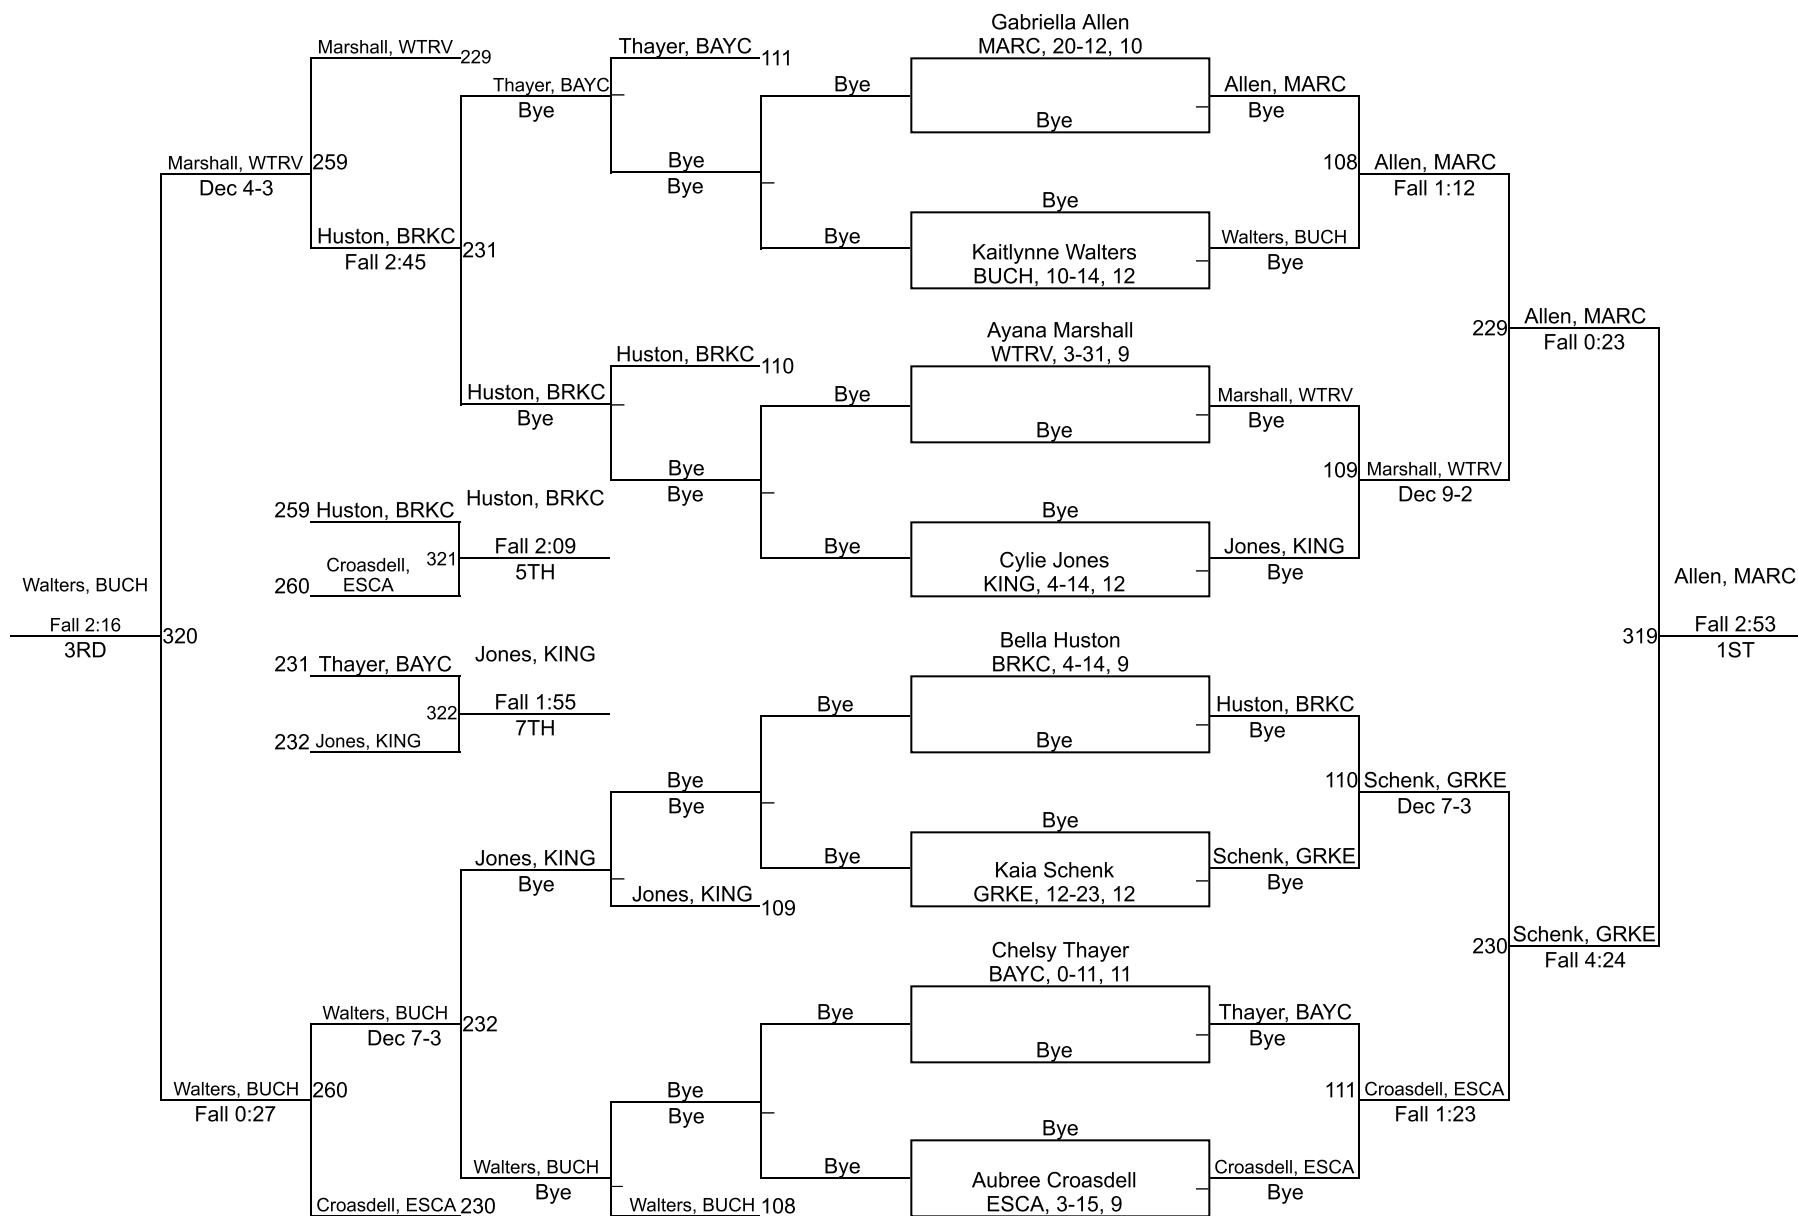 Gabriella Allen
MARC, 20-12, 10
Marshall, WTRV
229
Thayer, BAYC
111
Thayer, BAYC
Bye
Bye
Bye
Allen, MARC
Bye
Marshall, WTRV
259
Dec 4-3
Bye
Bye
108
Allen, MARC
Fall 1:12
Huston, BRKC
231
Fall 2:45
Bye
Bye
Kaitlynne Walters
BUCH, 10-14, 12
Walters, BUCH
Bye
Ayana Marshall
WTRV, 3-31, 9
229
Allen, MARC
Fall 0:23
Huston, BRKC
110
Huston, BRKC
Bye
Bye
Bye
Marshall, WTRV
Bye
Bye
Bye
109
Marshall, WTRV
Dec 9-2
259
Huston, BRKC
Huston, BRKC
Bye
Bye
Cylie Jones
KING, 4-14, 12
Jones, KING
Bye
Croasdell,
ESCA
321
Fall 2:09
5TH
260
Walters, BUCH
Fall 2:16
3RD
320
Allen, MARC
319
Fall 2:53
1ST
Bella Huston
BRKC, 4-14, 9
231
Thayer, BAYC
Jones, KING
322
Fall 1:55
7TH
232
Jones, KING
Bye
Bye
Huston, BRKC
Bye
Bye
Bye
110
Schenk, GRKE
Dec 7-3
Jones, KING
Bye
Bye
Bye
Kaia Schenk
GRKE, 12-23, 12
Schenk, GRKE
Bye
Jones, KING
109
Chelsy Thayer
BAYC, 0-11, 11
230
Schenk, GRKE
Fall 4:24
Walters, BUCH
232
Dec 7-3
Bye
Bye
Thayer, BAYC
Bye
Walters, BUCH
260
Fall 0:27
Bye
Bye
111
Croasdell, ESCA
Fall 1:23
Walters, BUCH
Bye
Bye
Bye
Aubree Croasdell
ESCA, 3-15, 9
Croasdell, ESCA
Bye
Croasdell, ESCA
230
Walters, BUCH
108